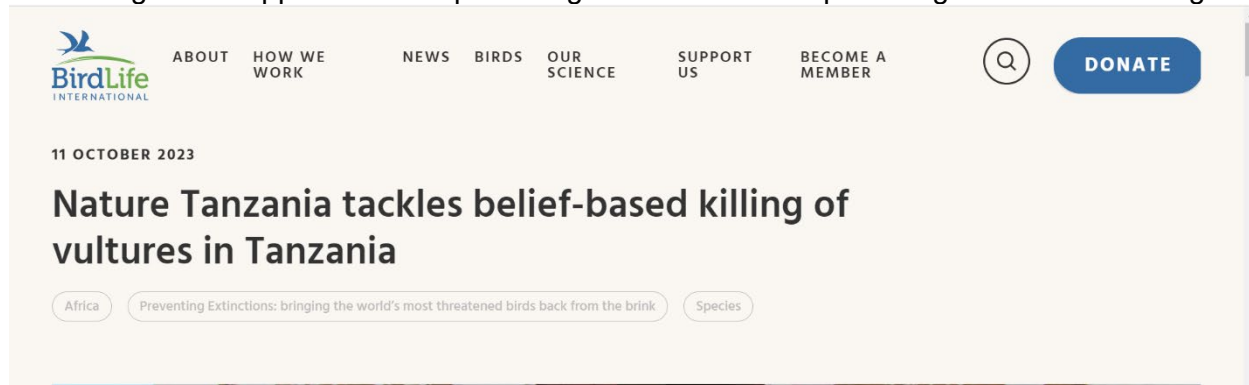 BirdLife
INTERNATIONAL
ABOUT
HOW WE
WORK
NEWS
BIRDS
OUR
SCIENCE
SUPPORT
US
BECOME A
MEMBER
DONATE
11 OCTOBER 2023
Nature Tanzania tackles belief-based killing of
vultures in Tanzania
Africa
Preventing Extinctions: bringing the world's most threatened birds back from the brink
Species